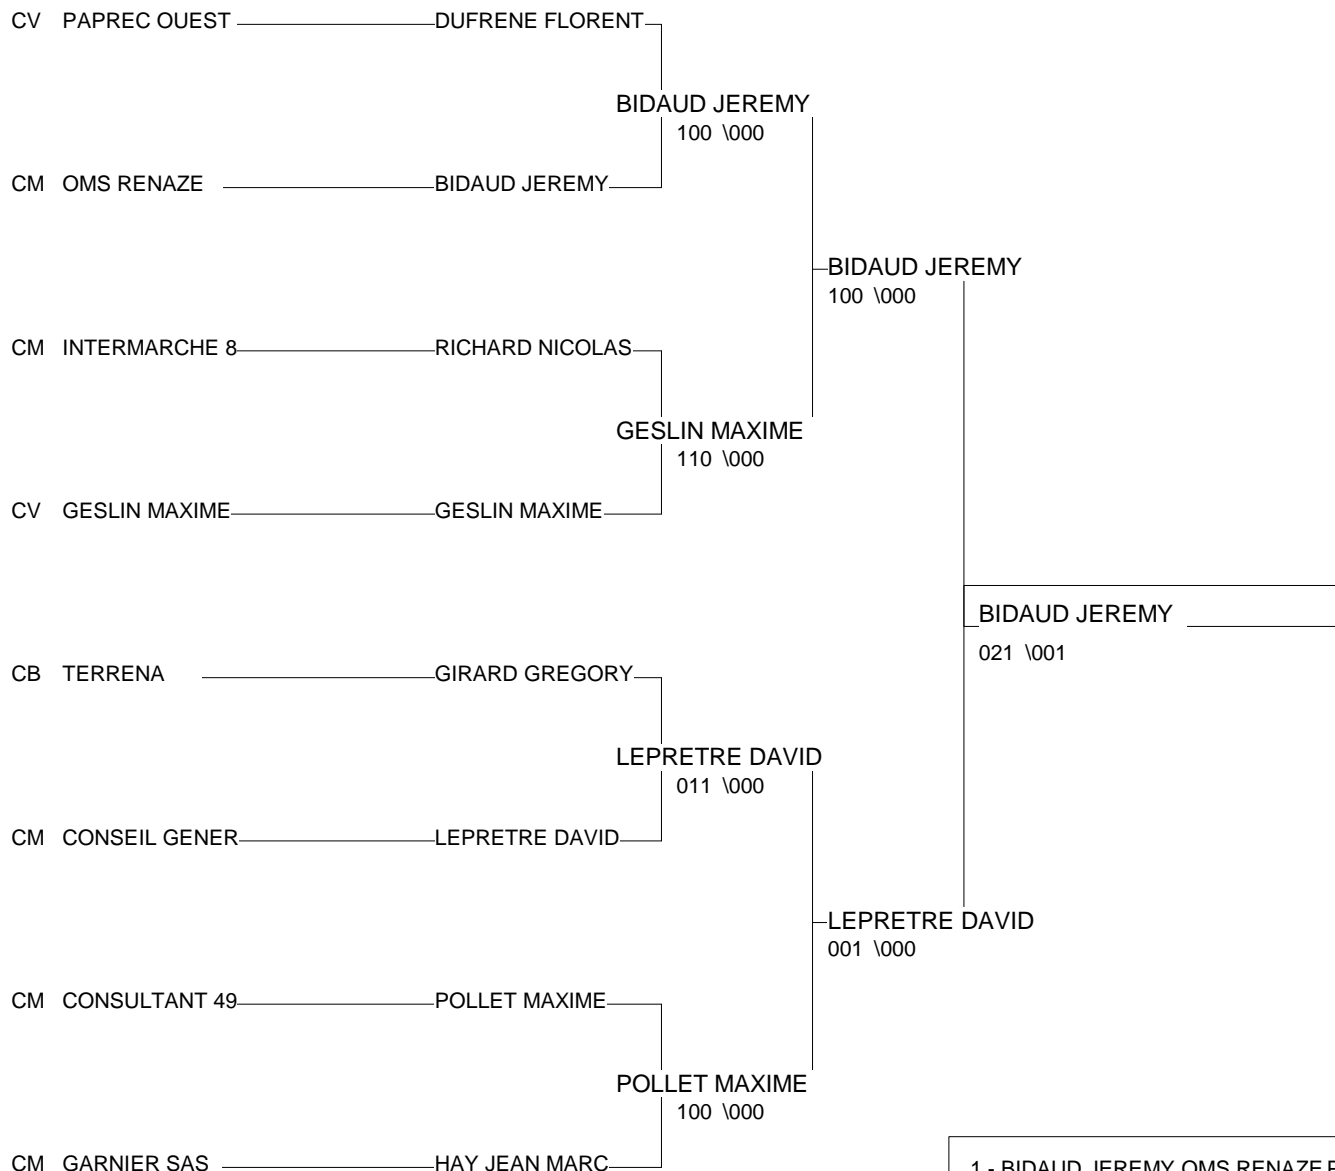 CV PAPREC OUEST DUFRENE FLORENT
BIDAUD JEREMY
100 \000
CM OMS RENAZE BIDAUD JEREMY
BIDAUD JEREMY
100 \000
CM INTERMARCHE 8 RICHARD NICOLAS
GESLIN MAXIME
110 \000
CV GESLIN MAXIME GESLIN MAXIME
BIDAUD JEREMY
021 \001
CB TERRENA GIRARD GREGORY
LEPRETRE DAVID
011 \000
CM CONSEIL GENER LEPRETRE DAVID
LEPRETRE DAVID
001 \000
CM CONSULTANT 49 POLLET MAXIME
POLLET MAXIME
100 \000
CM GARNIER SAS HAY JEAN MARC
1 - BIDAUD JEREMY OMS RENAZE